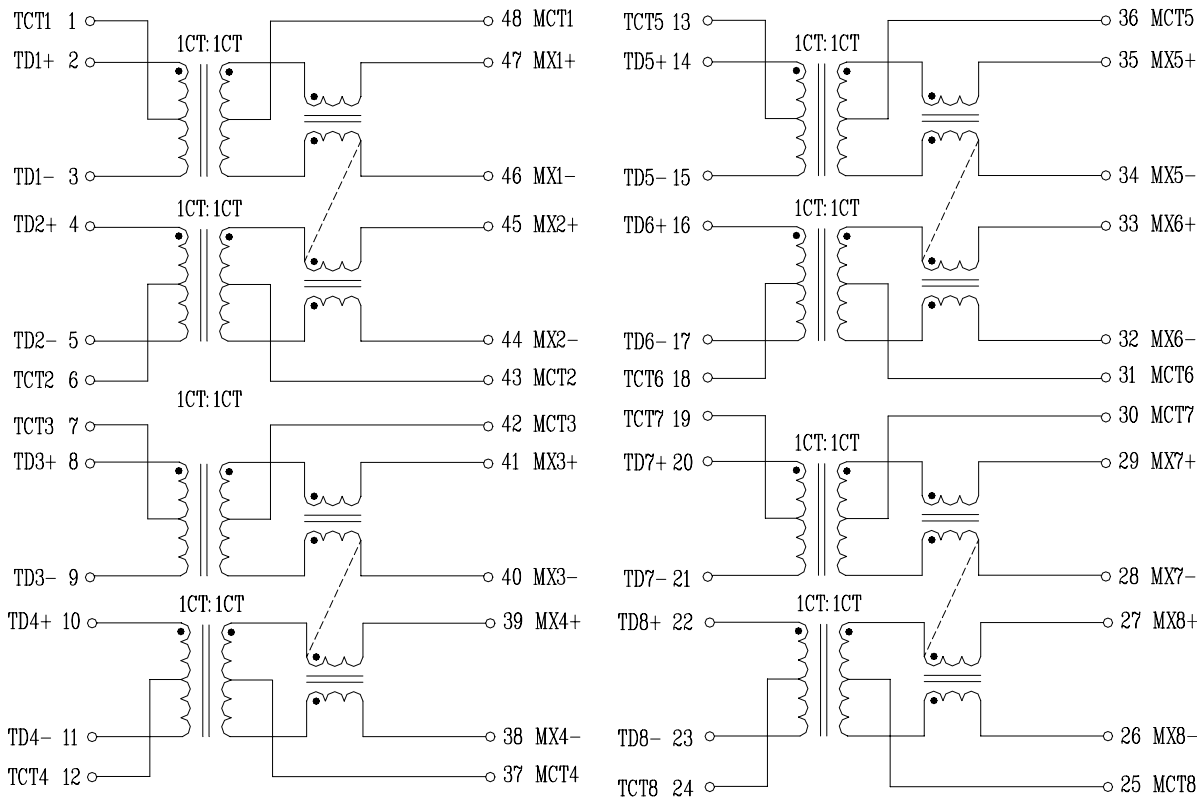 TCT1 1
48 MCT1
1CT:1CT
TD1+ 2
47 MX1+
TD1- 3
46 MX1-
1CT:1CT
TD2+ 4
45 MX2+
TD2- 5
44 MX2-
TCT2 6
43 MCT2
1CT:1CT
TCT3 7
42 MCT3
TD3+ 8
41 MX3+
TD3- 9
40 MX3-
1CT:1CT
TD4+ 10
39 MX4+
TD4- 11
38 MX4-
TCT4 12
37 MCT4
TCT5 13
36 MCT5
1CT:1CT
TD5+ 14
35 MX5+
TD5- 15
34 MX5-
1CT:1CT
TD6+ 16
33 MX6+
TD6- 17
32 MX6-
TCT6 18
31 MCT6
TCT7 19
30 MCT7
1CT:1CT
TD7+ 20
29 MX7+
TD7- 21
28 MX7-
1CT:1CT
TD8+ 22
27 MX8+
TD8- 23
26 MX8-
TCT8 24
25 MCT8